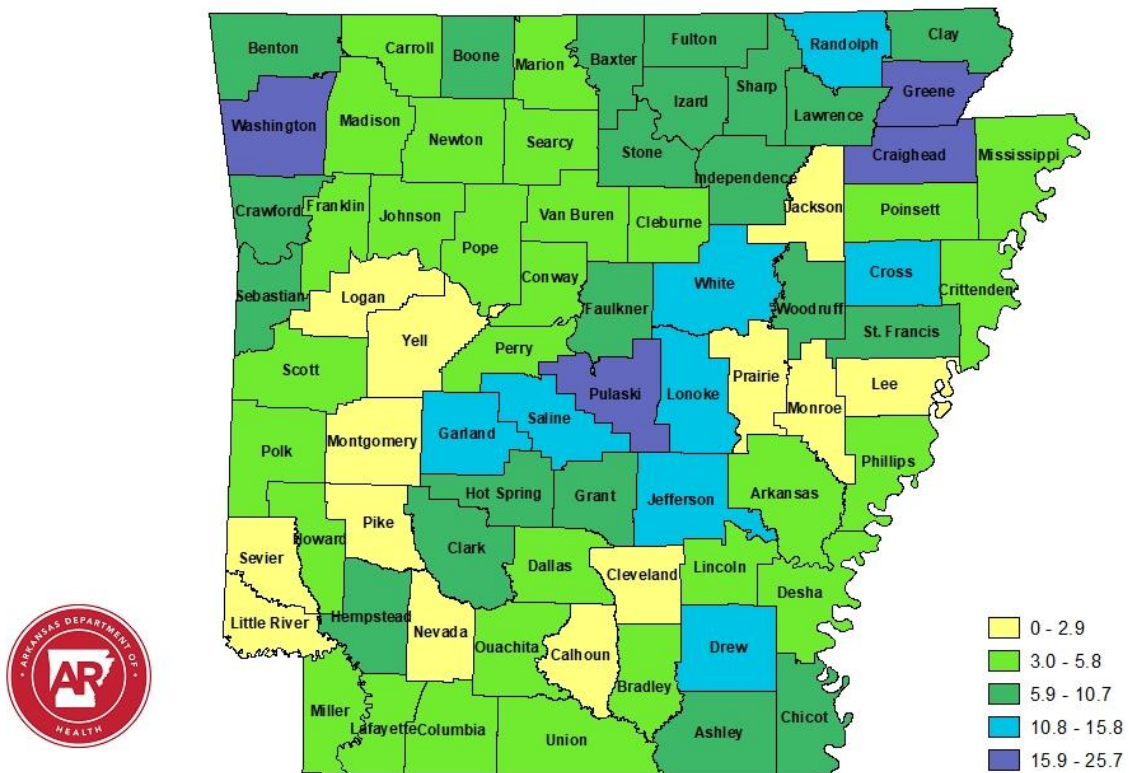 Benton
Carroll
Boone
Marion
Baxter
Fulton
Randolph
Clay
Sharp
Izard
Greene
Lawrence
Washington
Madison
Newton
Searcy
Stone
Craighead
Mississippi
Independence
Jackson
Poinsett
Crawford
Franklin
Johnson
Van Buren
Cleburne
Pope
Conway
White
Cross
Crittenden
Sebastian
Logan
Faulkner
Woodruff
St. Francis
Yell
Perry
Scott
Pulaski
Lonoke
Prairie
Monroe
Lee
Montgomery
Garland
Saline
Polk
Phillips
Hot Spring
Grant
Jefferson
Arkansas
Pike
Howard
Clark
Sevier
Dallas
Cleveland
Lincoln
Desha
Little River
Hempstead
Nevada
Ouachita
Calhoun
Drew
Bradley
Miller
Lafayette
Columbia
Union
Ashley
Chicot
ARKANSAS DEPARTMENT OF
AR
HEALTH
0 - 2.9
3.0 - 5.8
5.9 - 10.7
10.8 - 15.8
15.9 - 25.7